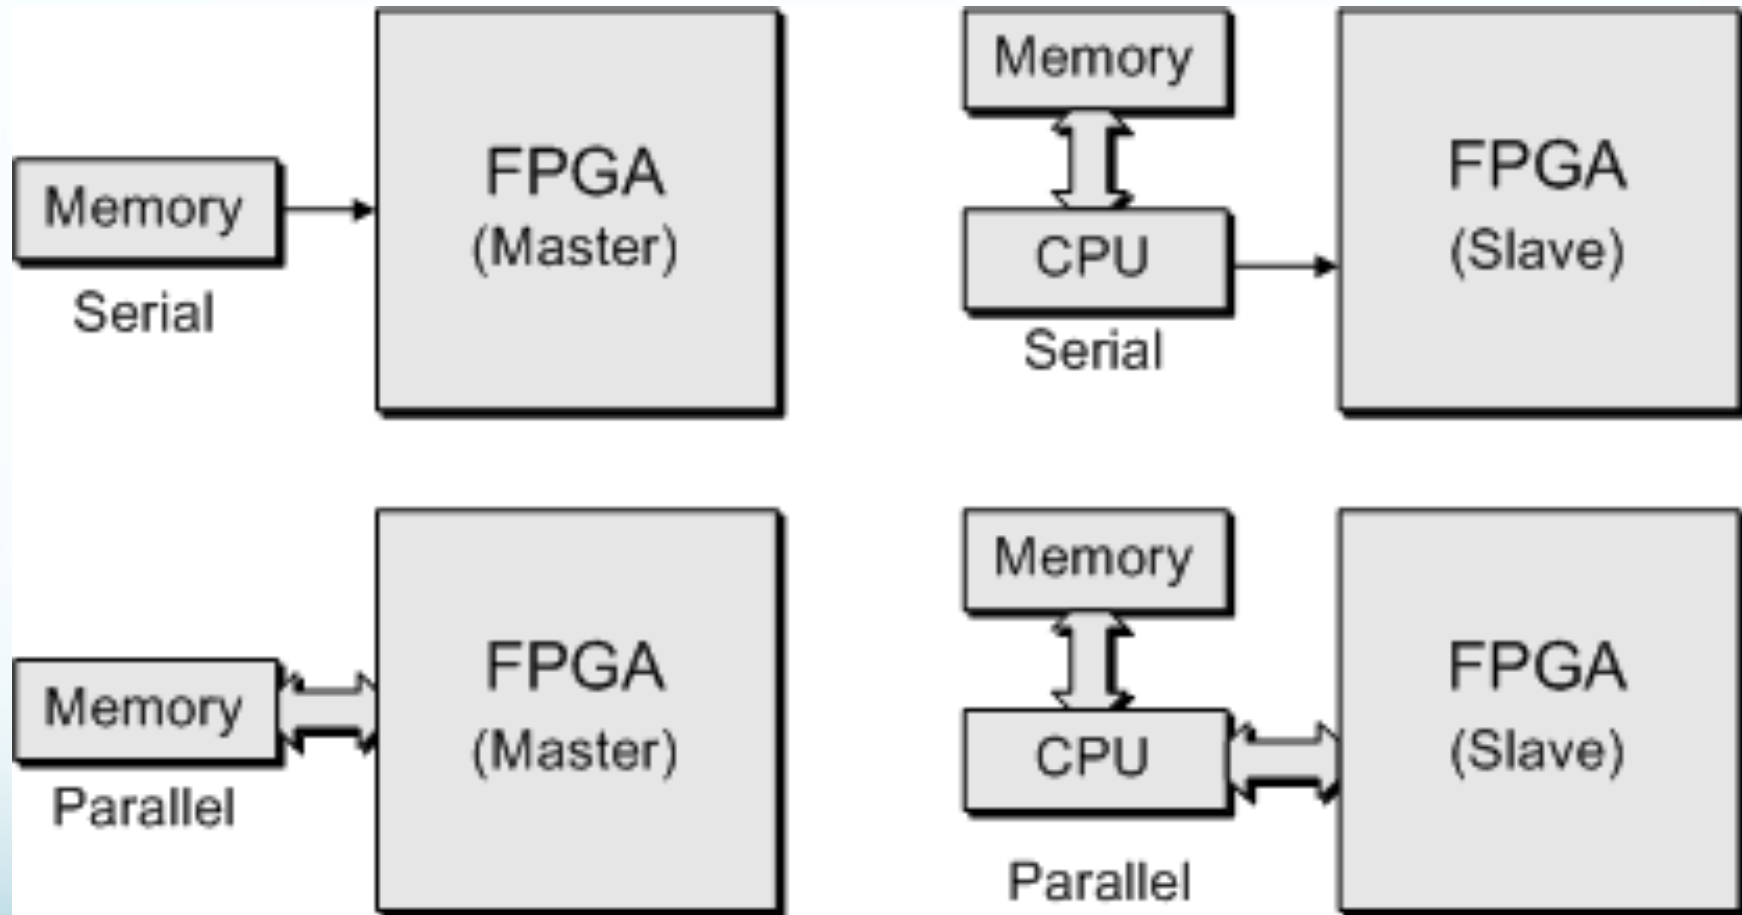 Memory
Serial
FPGA
(Master)
Memory
CPU
Serial
FPGA
(Slave)
Memory
Parallel
FPGA
(Master)
Memory
CPU
Parallel
FPGA
(Slave)